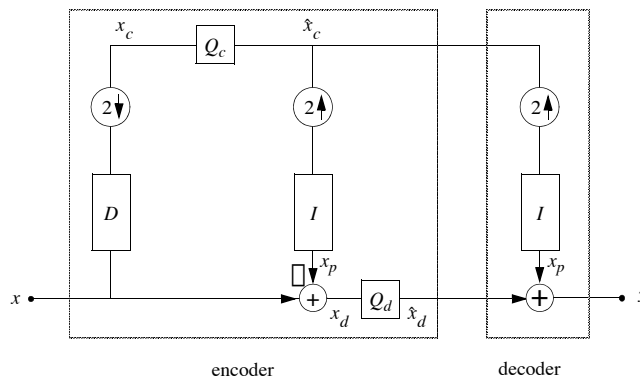 x_c Q_c x̂_c
2 2 2
D I I
x_p x_p
x + Q_d +
x_d x̂_d
encoder decoder